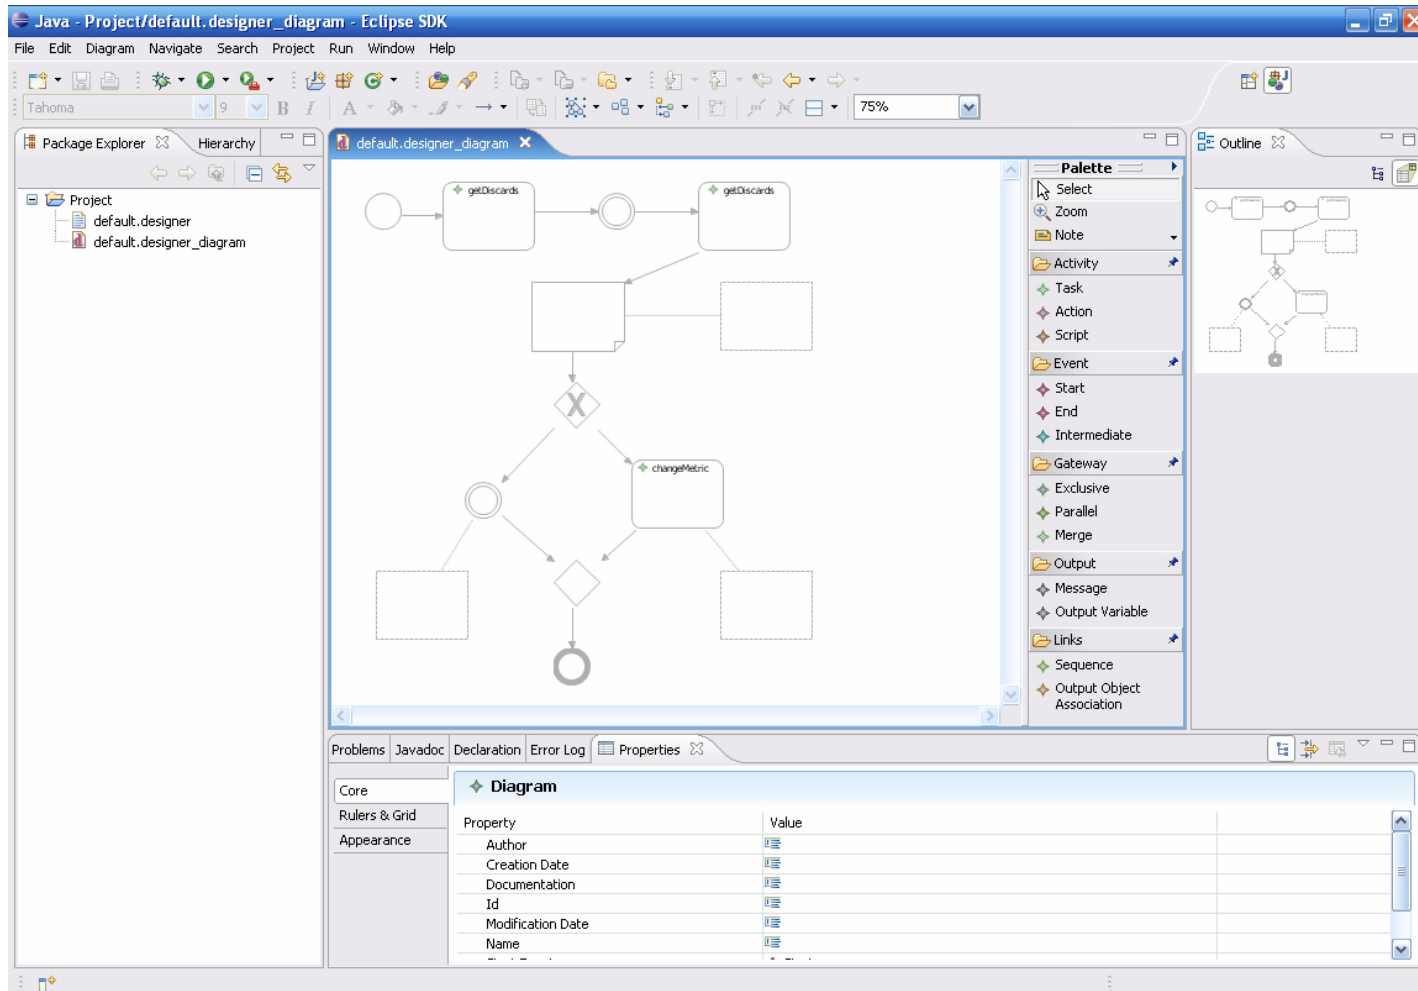 Java - Project/default.designer_diagram - Eclipse SDK
File Edit Diagram Navigate Search Project Run Window Help
Tahoma 9 B I A 75%
Package Explorer Hierarchy
Project
default.designer
default.designer_diagram
default.designer_diagram
getDiscards getDiscards
X
changeMetric
Palette
Select
Zoom
Note
Activity
Task
Action
Script
Event
Start
End
Intermediate
Gateway
Exclusive
Parallel
Merge
Output
Message
Output Variable
Links
Sequence
Output Object
Association
Outline
Problems Javadoc Declaration Error Log Properties
Core
Rulers & Grid
Appearance
Diagram
Property Value
Author
Creation Date
Documentation
Id
Modification Date
Name